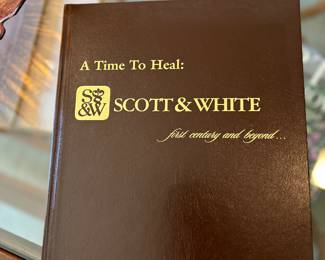 A Time To Heal:
S&W
SCOTT & WHITE
first century and beyond...